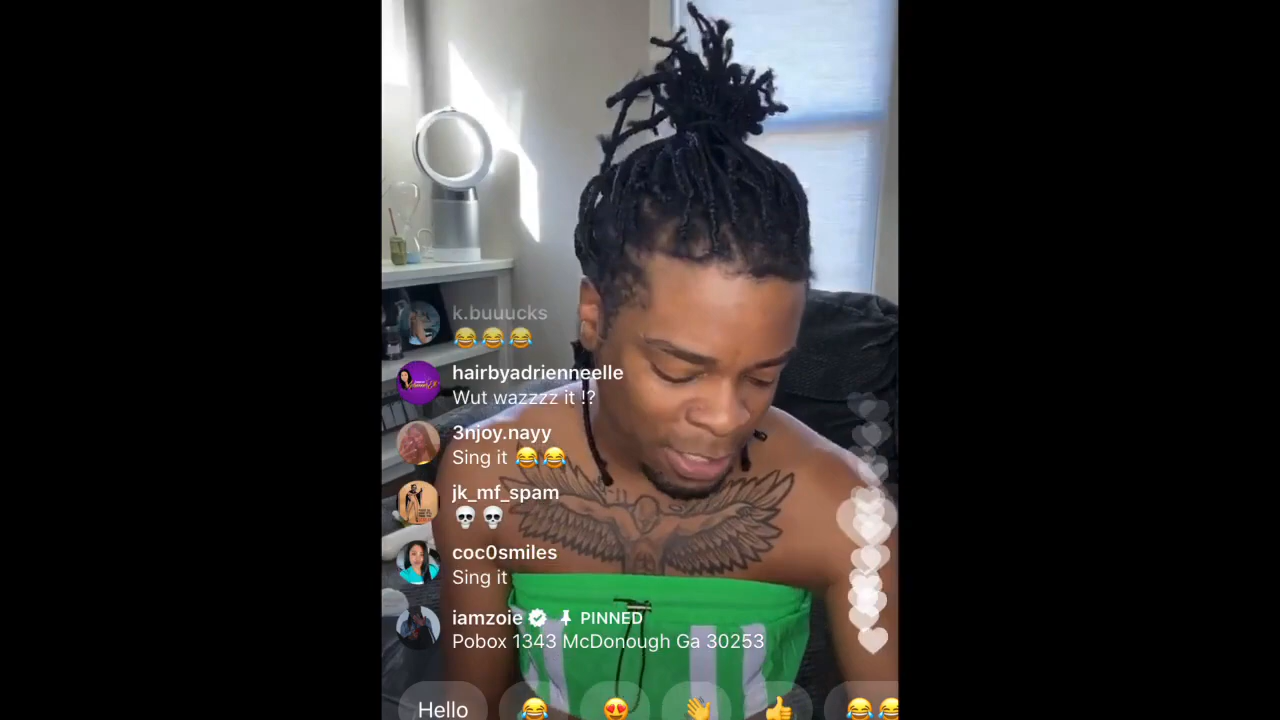 k.buuucks
😂😂😂
hairbyadrienneelle
Wut wazzzz it !?
3njoy.nayy
Sing it 😂😂
jk_mf_spam
💀💀
coc0smiles
Sing it
iamzoie PINNED
Pobox 1343 McDonough Ga 30253
Hello 😂 😍 👋 👍 😂😂